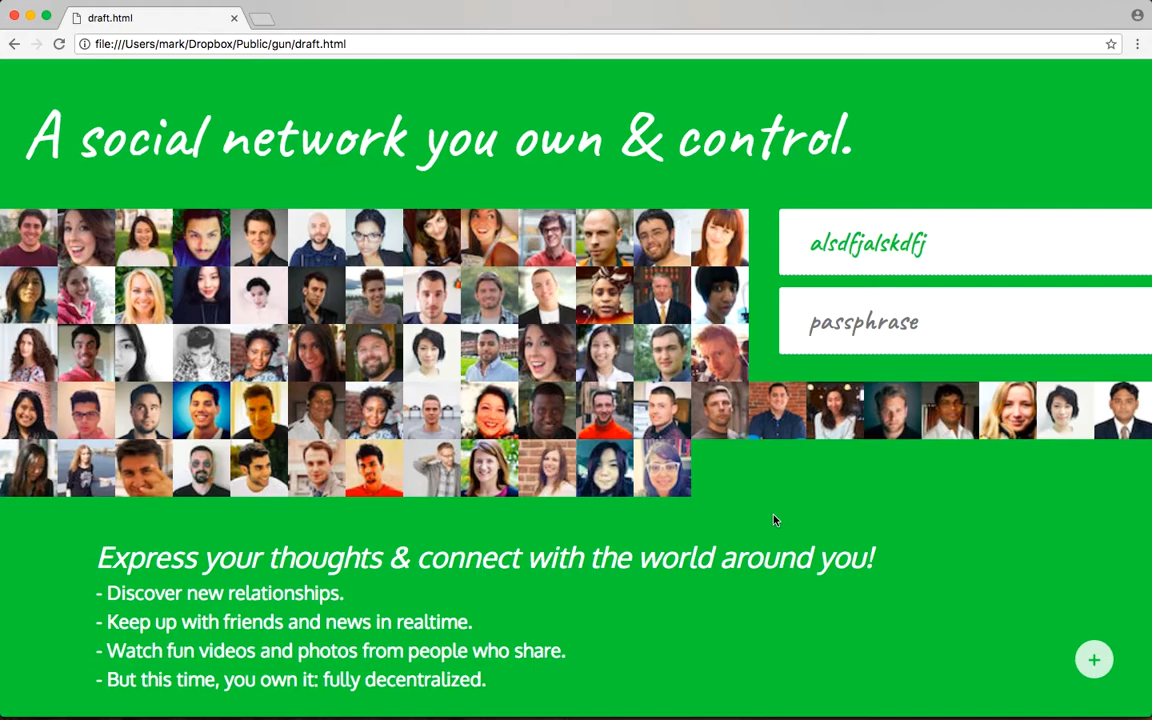 draft.html
file:///Users/mark/Dropbox/Public/gun/draft.html
A social network you own & control.
alsdfjalskdfj
passphrase
Express your thoughts & connect with the world around you!
- Discover new relationships.
- Keep up with friends and news in realtime.
- Watch fun videos and photos from people who share.
- But this time, you own it: fully decentralized.
+